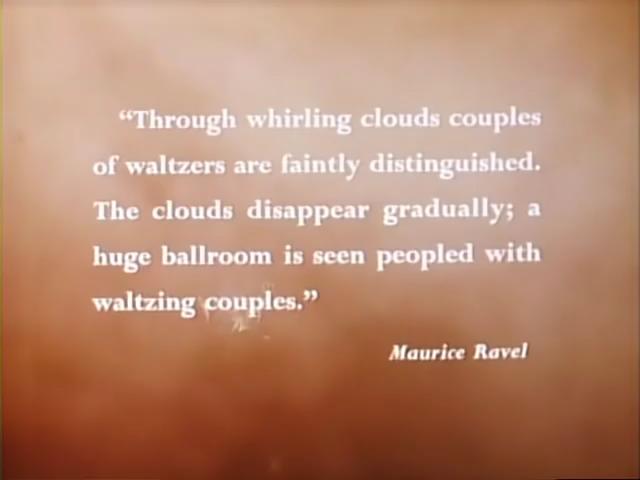 “Through whirling clouds couples
of waltzers are faintly distinguished.
The clouds disappear gradually; a
huge ballroom is seen peopled with
waltzing couples.”
Maurice Ravel